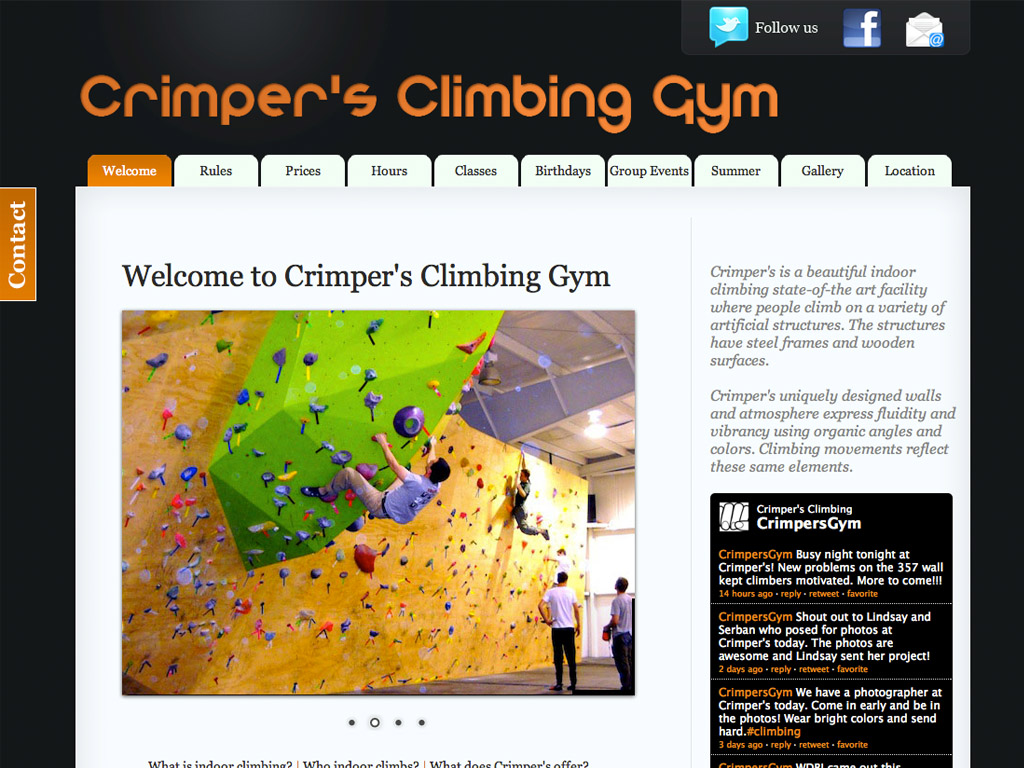 Follow us
Crimper's Climbing Gym
Welcome Rules Prices Hours Classes Birthdays Group Events Summer Gallery Location
Contact
Welcome to Crimper's Climbing Gym
What is indoor climbing? | Who indoor climbs? | What does Crimper's offer?
Crimper's is a beautiful indoor
climbing state-of-the art facility
where people climb on a variety of
artificial structures. The structures
have steel frames and wooden
surfaces.
Crimper's uniquely designed walls
and atmosphere express fluidity and
vibrancy using organic angles and
colors. Climbing movements reflect
these same elements.
Crimper's Climbing
CrimpersGym
CrimpersGym Busy night tonight at
Crimper's! New problems on the 357 wall
kept climbers motivated. More to come!!!
14 hours ago · reply · retweet · favorite
CrimpersGym Shout out to Lindsay and
Serban who posed for photos at
Crimper's today. The photos are
awesome and Lindsay sent her project!
2 days ago · reply · retweet · favorite
CrimpersGym We have a photographer at
Crimper's today. Come in early and be in
the photos! Wear bright colors and send
hard.#climbing
3 days ago · reply · retweet · favorite
CrimpersGym WDRI came out this